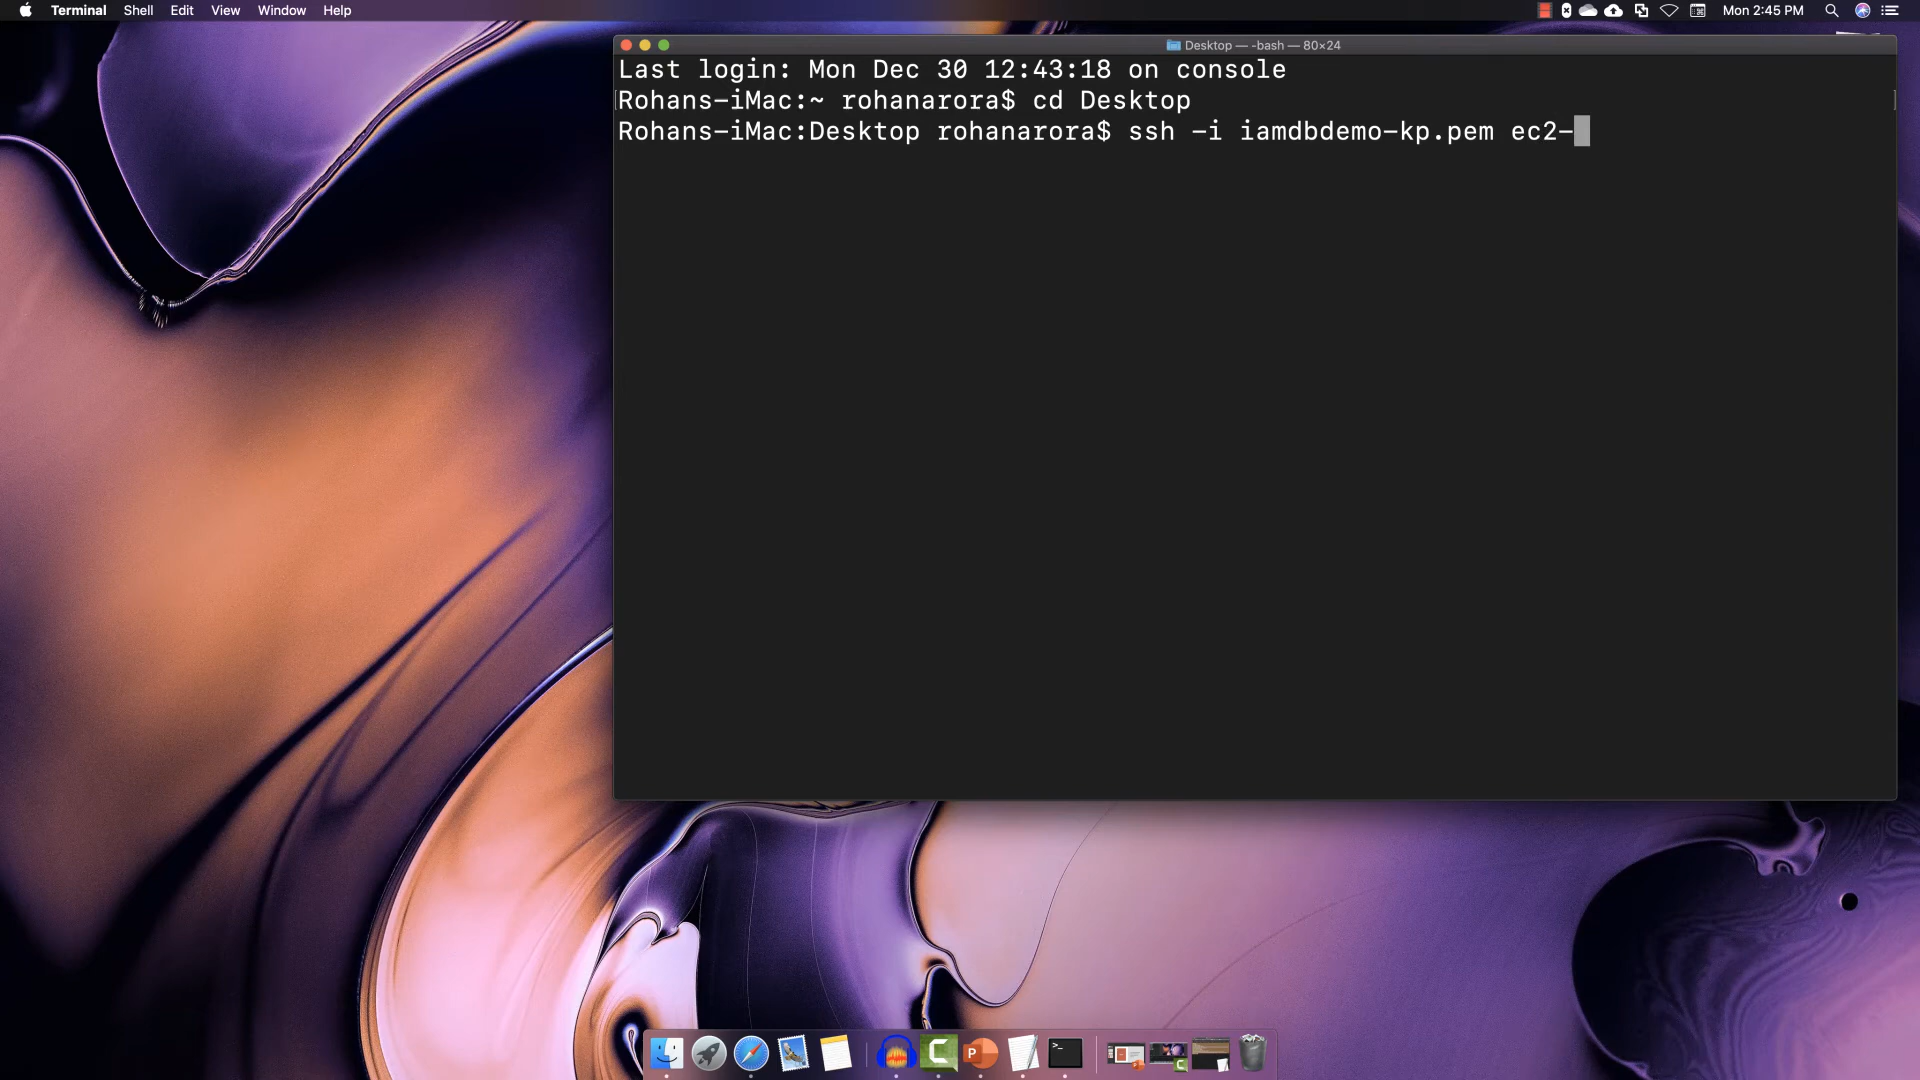 Terminal Shell Edit View Window Help Mon 2:45 PM
Desktop — -bash — 80×24
Last login: Mon Dec 30 12:43:18 on console
[Rohans-iMac:~ rohanarora$ cd Desktop ]
Rohans-iMac:Desktop rohanarora$ ssh -i iamdbdemo-kp.pem ec2-